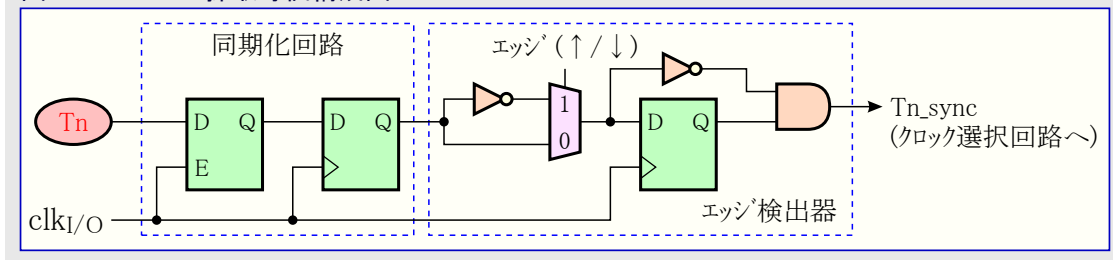 同期化回路
エッジ(↑/↓)
Tn
D Q
E
D Q
1
0
D Q
Tn_sync
(クロック選択回路へ)
エッジ検出器
clkI/O